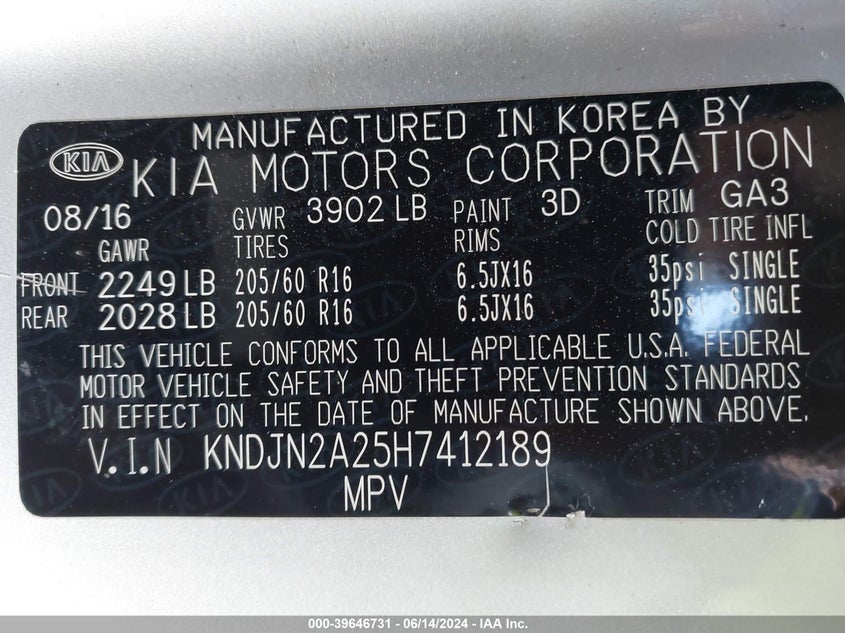 MANUFACTURED IN KOREA BY
KIA KIA MOTORS CORPORATION
08/16 GVWR 3902 LB PAINT 3D TRIM GA3
GAWR TIRES RIMS COLD TIRE INFL
FRONT 2249 LB 205/60 R16 6.5JX16 35psi SINGLE
REAR 2028 LB 205/60 R16 6.5JX16 35psi SINGLE
THIS VEHICLE CONFORMS TO ALL APPLICABLE U.S.A. FEDERAL
MOTOR VEHICLE SAFETY AND THEFT PREVENTION STANDARDS
IN EFFECT ON THE DATE OF MANUFACTURE SHOWN ABOVE.
V.I.N KNDJN2A25H7412189
MPV
000-39646731 - 06/14/2024 - IAA Inc.